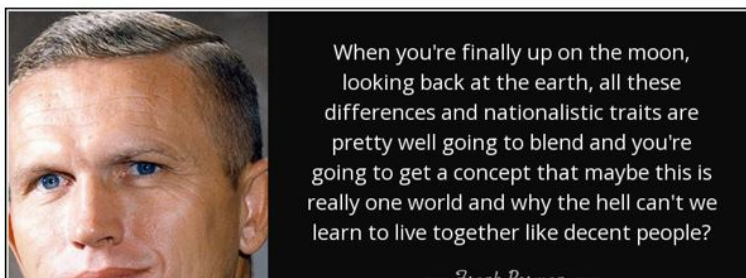 When you're finally up on the moon,
looking back at the earth, all these
differences and nationalistic traits are
pretty well going to blend and you're
going to get a concept that maybe this is
really one world and why the hell can't we
learn to live together like decent people?